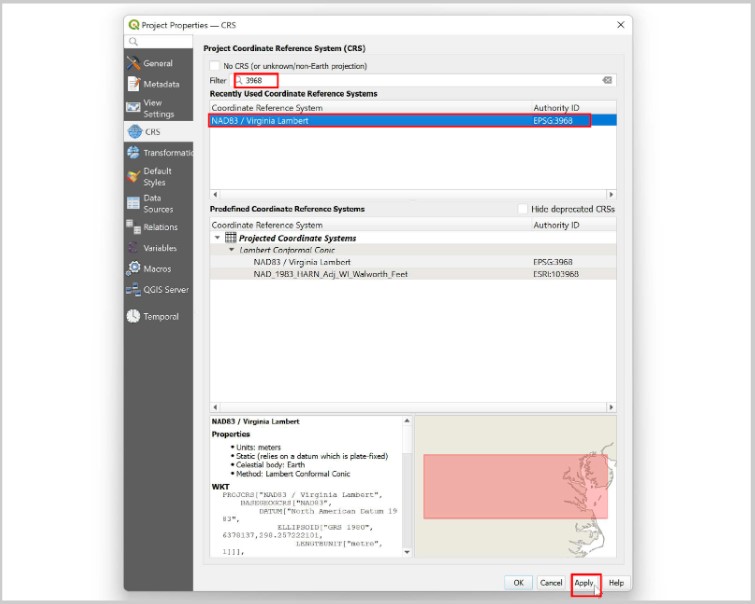 Project Properties — CRS
Project Coordinate Reference System (CRS)
No CRS (or unknown/non-Earth projection)
Filter 3968
Recently Used Coordinate Reference Systems
Coordinate Reference System Authority ID
NAD83 / Virginia Lambert EPSG:3968
General
Metadata
View
Settings
CRS
Transformatic
Default
Styles
Data
Sources
Relations
Variables
Macros
QGIS Server
Temporal
Predefined Coordinate Reference Systems Hide deprecated CRSs
Coordinate Reference System Authority ID
Projected Coordinate Systems
Lambert Conformal Conic
NAD83 / Virginia Lambert EPSG:3968
NAD_1983_HARN_Adj_WI_Walworth_Feet ESRI:103968
NAD83 / Virginia Lambert
Properties
• Units: meters
• Static (relies on a datum which is plate-fixed)
• Celestial body: Earth
• Method: Lambert Conformal Conic
WKT
PROJCRS["NAD83 / Virginia Lambert",
BASEGEOGCRS["NAD83",
DATUM["North American Datum 19
83",
ELLIPSOID["GRS 1980",
6378137,298.257222101,
LENGTHUNIT["metre",
1]]],
OK Cancel Apply Help